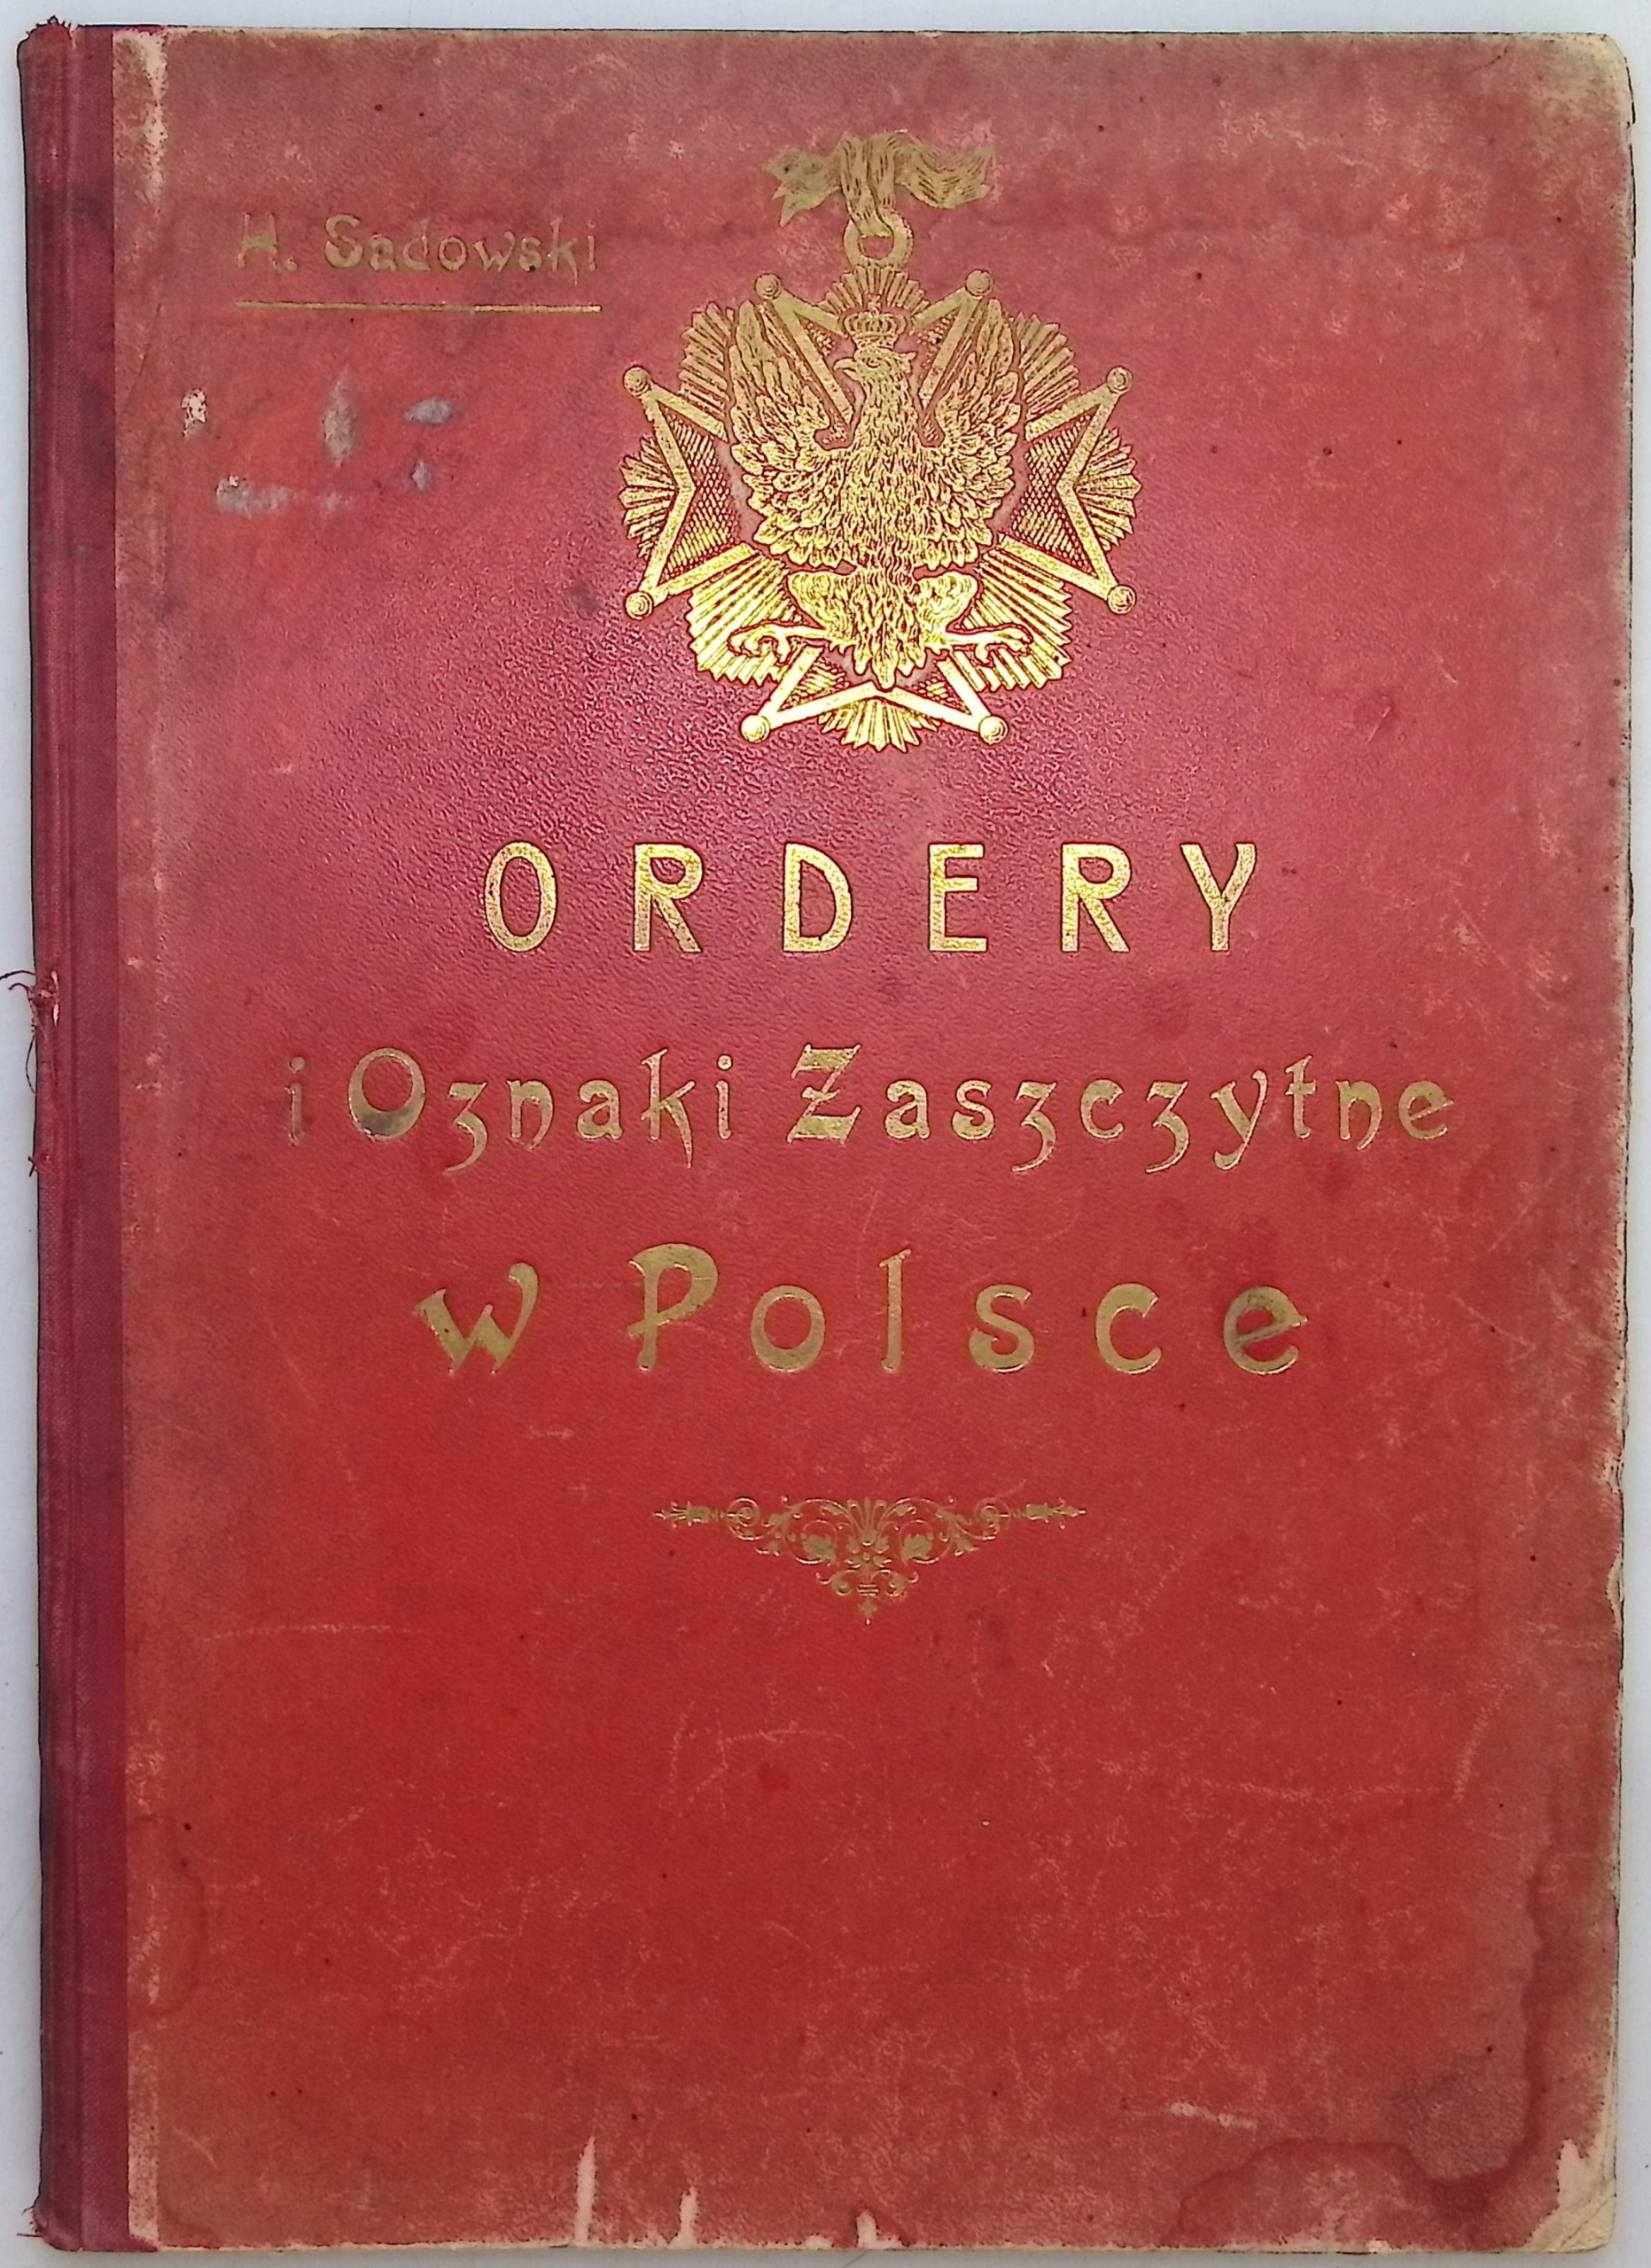 H. Sadowski
ORDERY
i Oznaki Zaszczytne
w Polsce